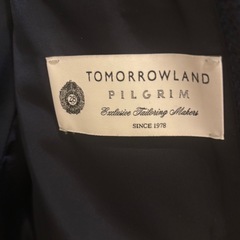 TOMORROWLAND
PILGRIM
Exclusive Tailoring Makers
SINCE 1978